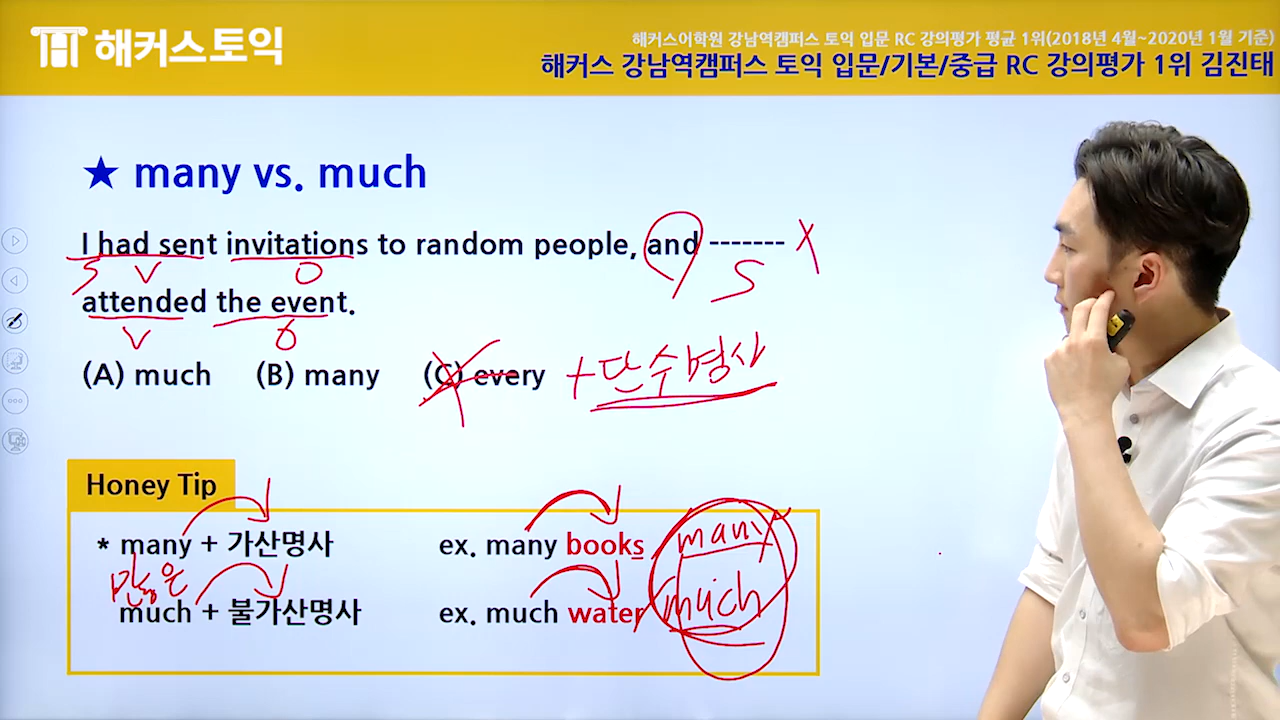 해커스토익
해커스어학원 강남역캠퍼스 토익 입문 RC 강의평가 평균 1위(2018년 4월~2020년 1월 기준)
해커스 강남역캠퍼스 토익 입문/기본/중급 RC 강의평가 1위 김진태
★ many vs. much
I had sent invitations to random people, and ------- X
S V O S
attended the event.
V O
(A) much (B) many (C) every + 단수명사
Honey Tip
* many + 가산명사 ex. many books many
많은
much + 불가산명사 ex. much water much